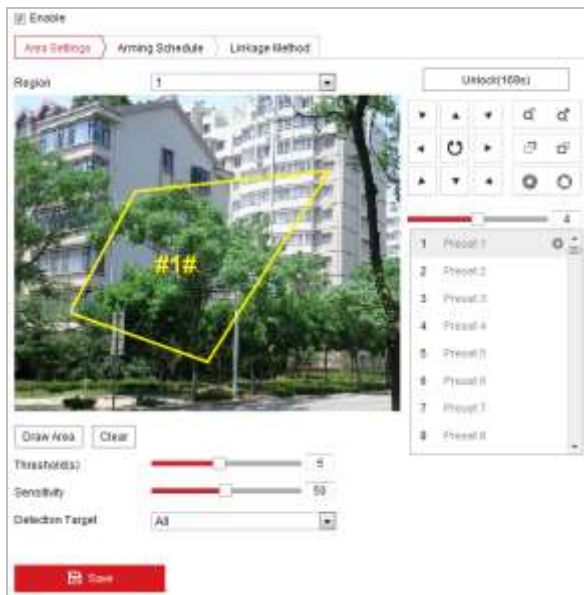 Enable
Area Settings Arming Schedule Linkage Method
Region 1 Unlock(169s)
#1#
4
1 Preset 1
2 Preset 2
3 Preset 3
4 Preset 4
5 Preset 5
6 Preset 6
7 Preset 7
8 Preset 8
Draw Area Clear
Threshold(s) 5
Sensitivity 50
Detection Target All
Save